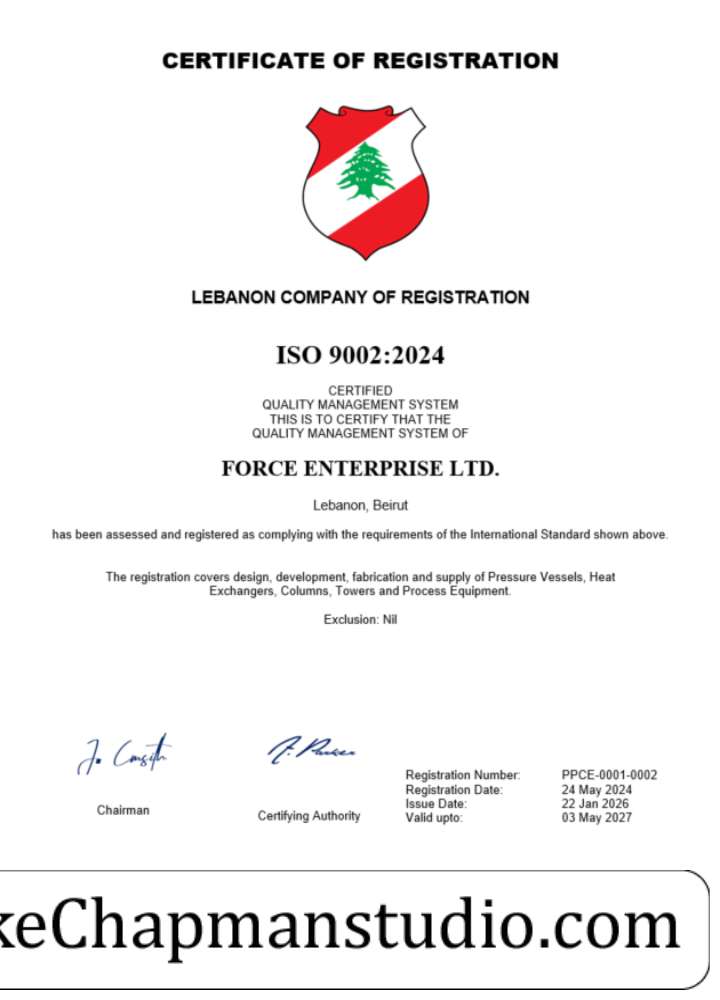 CERTIFICATE OF REGISTRATION
LEBANON COMPANY OF REGISTRATION
ISO 9002:2024
CERTIFIED
QUALITY MANAGEMENT SYSTEM
THIS IS TO CERTIFY THAT THE
QUALITY MANAGEMENT SYSTEM OF
FORCE ENTERPRISE LTD.
Lebanon, Beirut
has been assessed and registered as complying with the requirements of the International Standard shown above.
The registration covers design, development, fabrication and supply of Pressure Vessels, Heat
Exchangers, Columns, Towers and Process Equipment.
Exclusion: Nil
Chairman
Certifying Authority
Registration Number: PPCE-0001-0002
Registration Date: 24 May 2024
Issue Date: 22 Jan 2026
Valid upto: 03 May 2027
keChapmanstudio.com